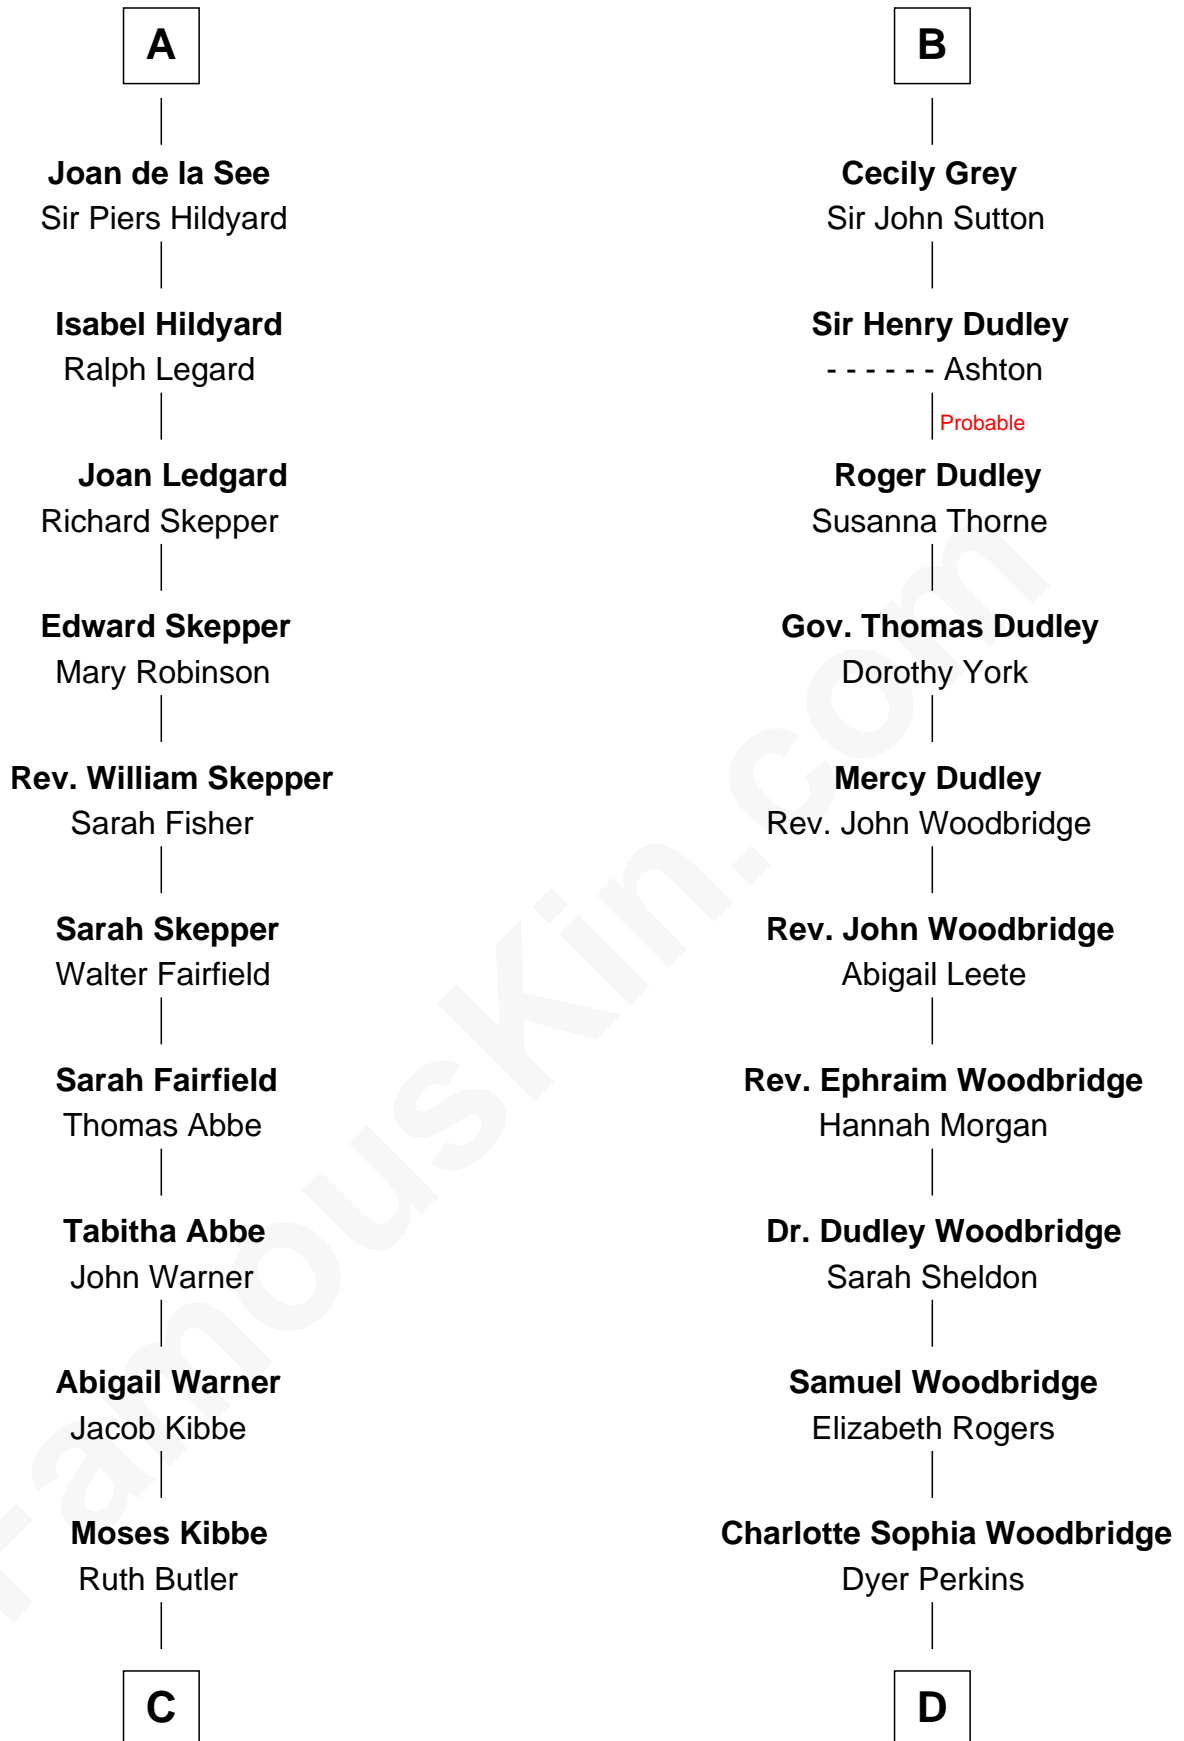 A
Joan de la See
Sir Piers Hildyard
Isabel Hildyard
Ralph Legard
Joan Ledgard
Richard Skepper
Edward Skepper
Mary Robinson
Rev. William Skepper
Sarah Fisher
Sarah Skepper
Walter Fairfield
Sarah Fairfield
Thomas Abbe
Tabitha Abbe
John Warner
Abigail Warner
Jacob Kibbe
Moses Kibbe
Ruth Butler
C
B
Cecily Grey
Sir John Sutton
Sir Henry Dudley
- - - - - - Ashton
Probable
Roger Dudley
Susanna Thorne
Gov. Thomas Dudley
Dorothy York
Mercy Dudley
Rev. John Woodbridge
Rev. John Woodbridge
Abigail Leete
Rev. Ephraim Woodbridge
Hannah Morgan
Dr. Dudley Woodbridge
Sarah Sheldon
Samuel Woodbridge
Elizabeth Rogers
Charlotte Sophia Woodbridge
Dyer Perkins
D
FamousKin.com